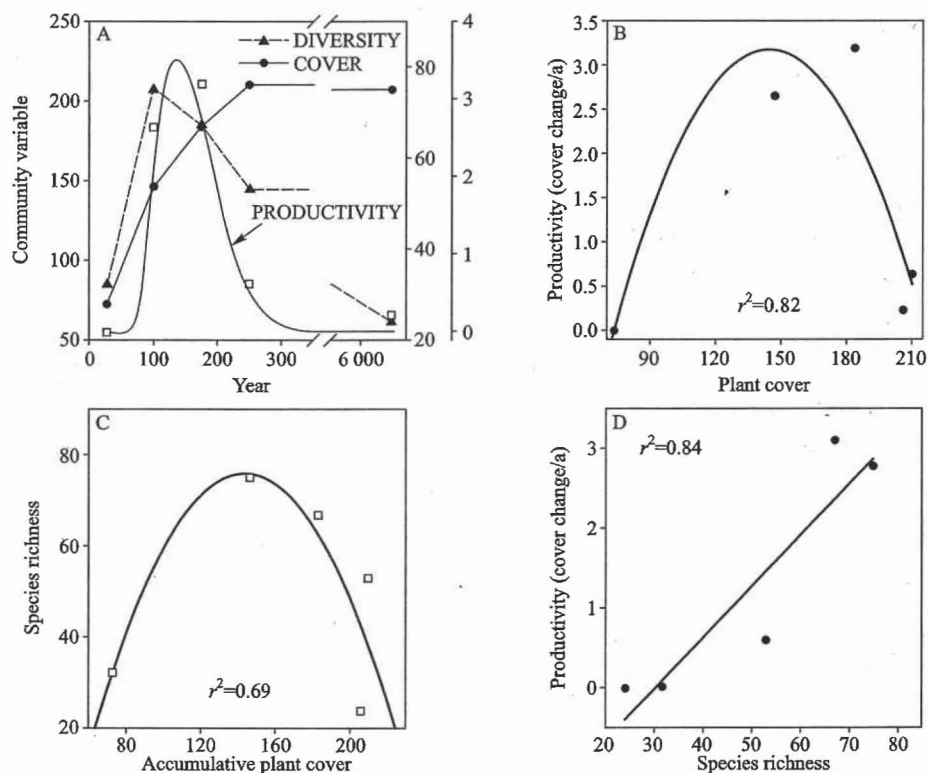 A
DIVERSITY
COVER
PRODUCTIVITY
Community variable
250
200
150
100
50
80
60
40
20
4
3
2
1
0
0
100
200
300
6 000
Year
B
Productivity (cover change/a)
3.5
3.0
2.5
2.0
1.5
1.0
0.5
0.0
r²=0.82
90
120
150
180
210
Plant cover
C
Species richness
80
60
40
20
r²=0.69
80
120
160
200
Accumulative plant cover
D
r²=0.84
Productivity (cover change/a)
3
2
1
0
20
30
40
50
60
70
80
Species richness